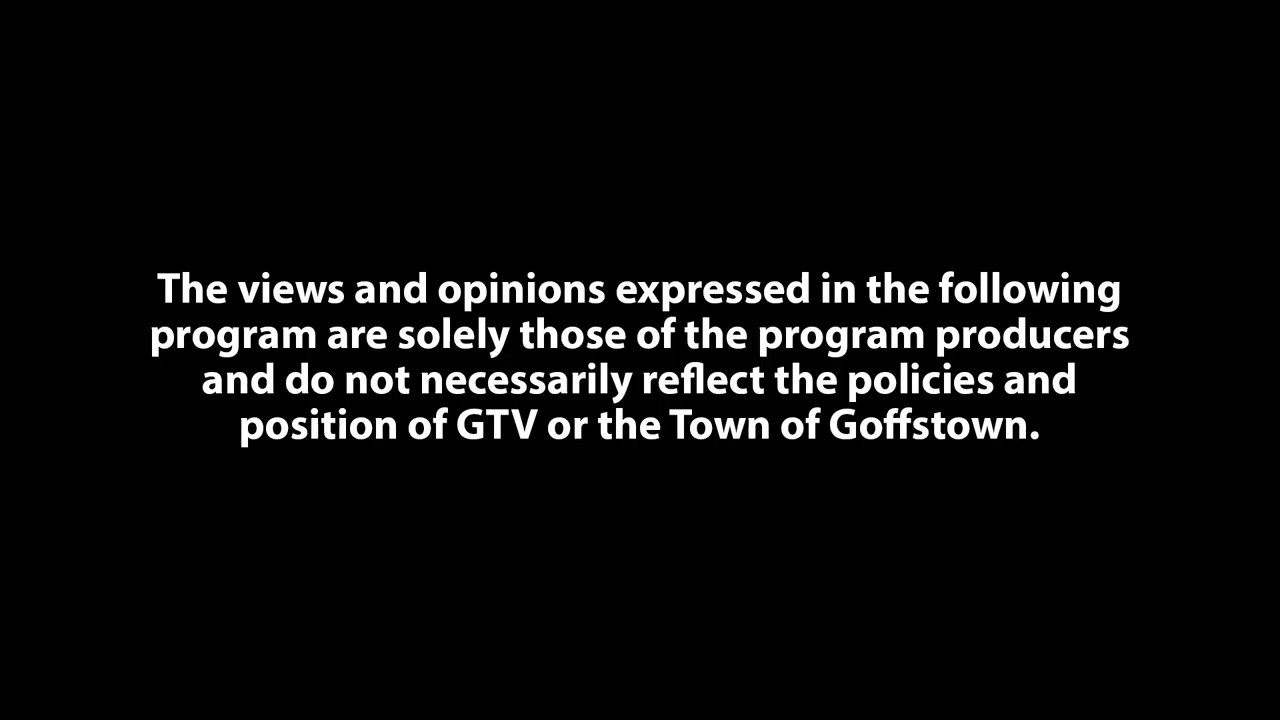 The views and opinions expressed in the following
program are solely those of the program producers
and do not necessarily reflect the policies and
position of GTV or the Town of Goffstown.